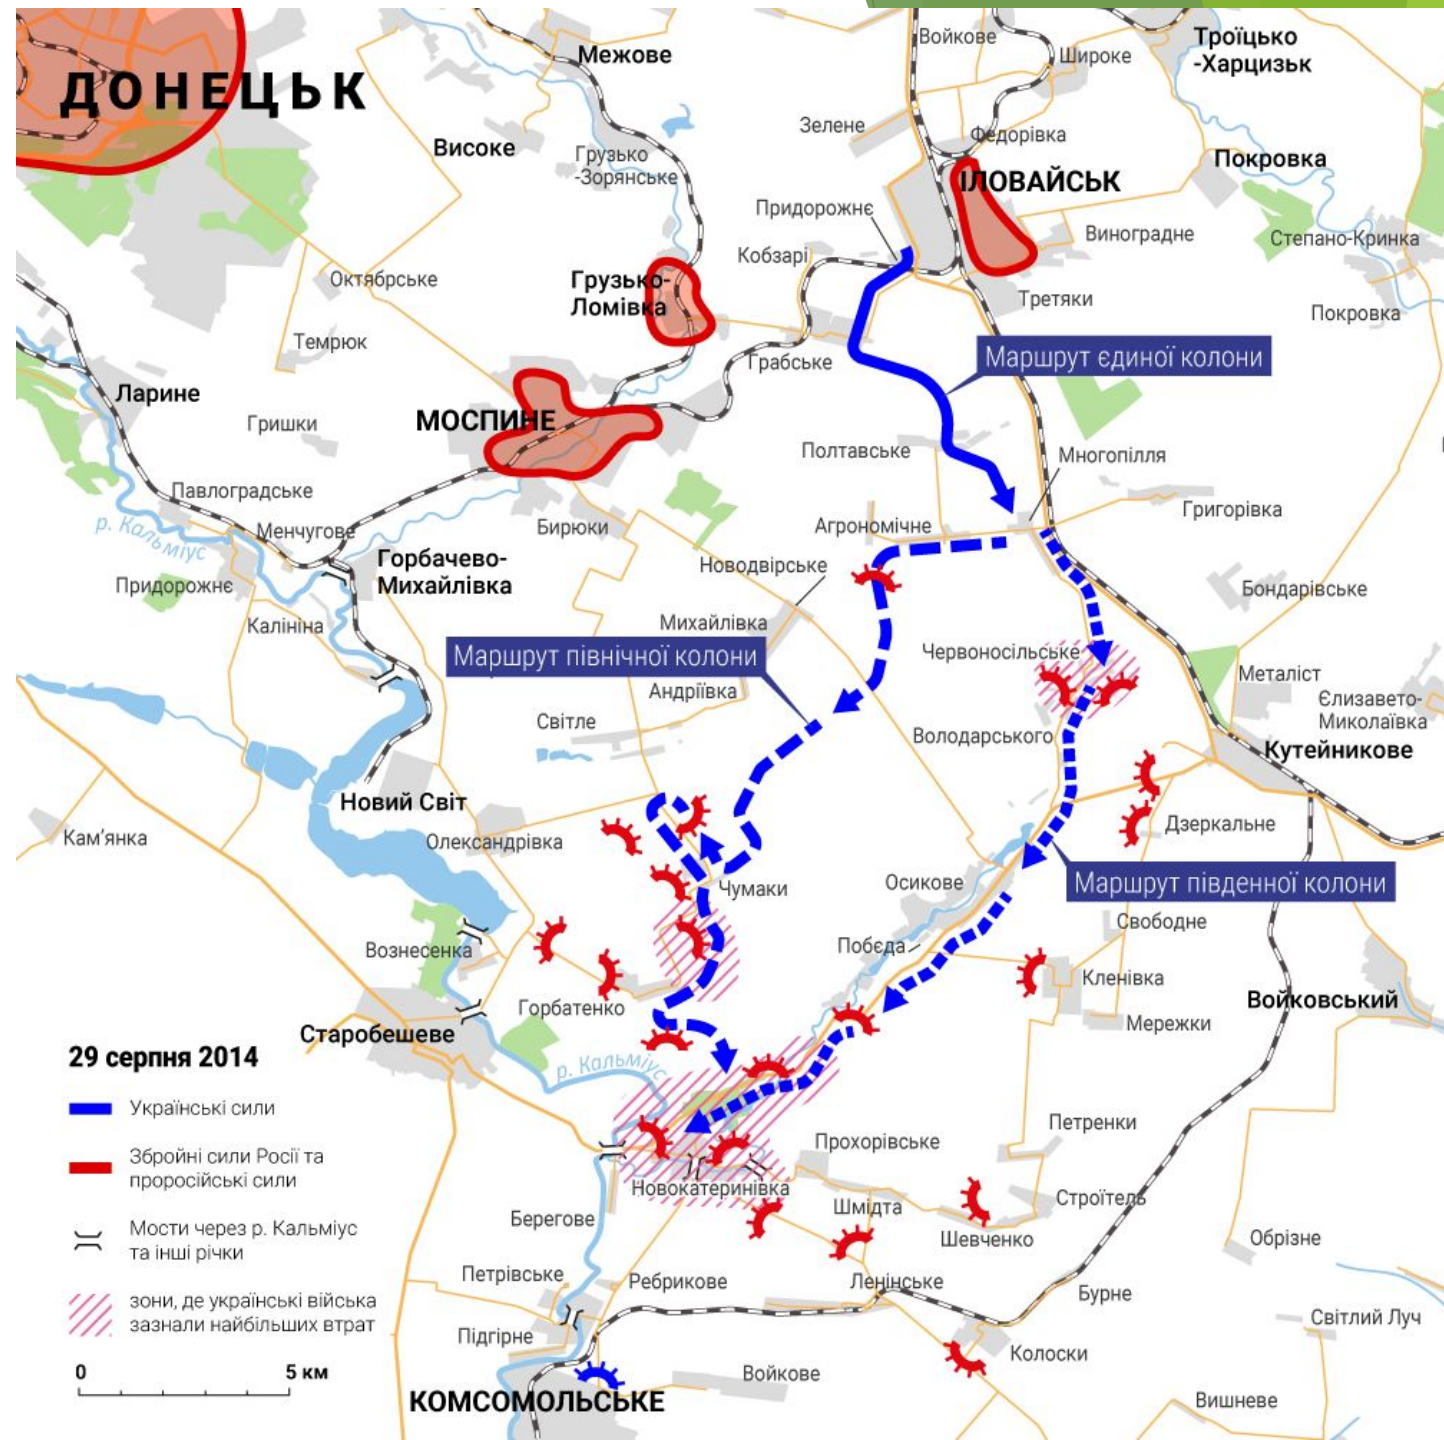 ДОНЕЦЬК
Межове
Войкове
Широке
Троїцько
-Харцизьк
Високе
Грузько
-Зорянське
Зелене
Федорівка
Покровка
ІЛОВАЙСЬК
Придорожнє
Виноградне
Степано-Кринка
Кобзарі
Октябрське
Грузько-
Ломівка
Третяки
Покровка
Темрюк
Грабське
Маршрут єдиної колони
Ларине
Гришки
МОСПИНЕ
Полтавське
Многопілля
Павлоградське
Григорівка
р. Кальміус
Менчугове
Бирюки
Агрономічне
Горбачево-
Михайлівка
Новодвірське
Придорожнє
Бондарівське
Калініна
Михайлівка
Маршрут північної колони
Червоносільське
Андріївка
Металіст
Єлизавето-
Миколаївка
Світле
Володарського
Кутейникове
Новий Світ
Кам'янка
Олександрівка
Дзеркальне
Чумаки
Осикове
Маршрут південної колони
Свободне
Вознесенка
Побєда
Кленівка
Горбатенко
Войковський
Мережки
Старобешеве
29 серпня 2014
р. Кальміус
Українські сили
Петренки
Прохорівське
Збройні сили Росії та
проросійські сили
Новокатеринівка
Строїтель
Шмідта
Берегове
Мости через р. Кальміус
та інші річки
Шевченко
Обрізне
Петрівське
Ребрикове
Ленінське
Бурне
зони, де українські війська
зазнали найбільших втрат
Світлий Луч
Підгірне
Колоски
0
5 км
Войкове
КОМСОМОЛЬСЬКЕ
Вишневе